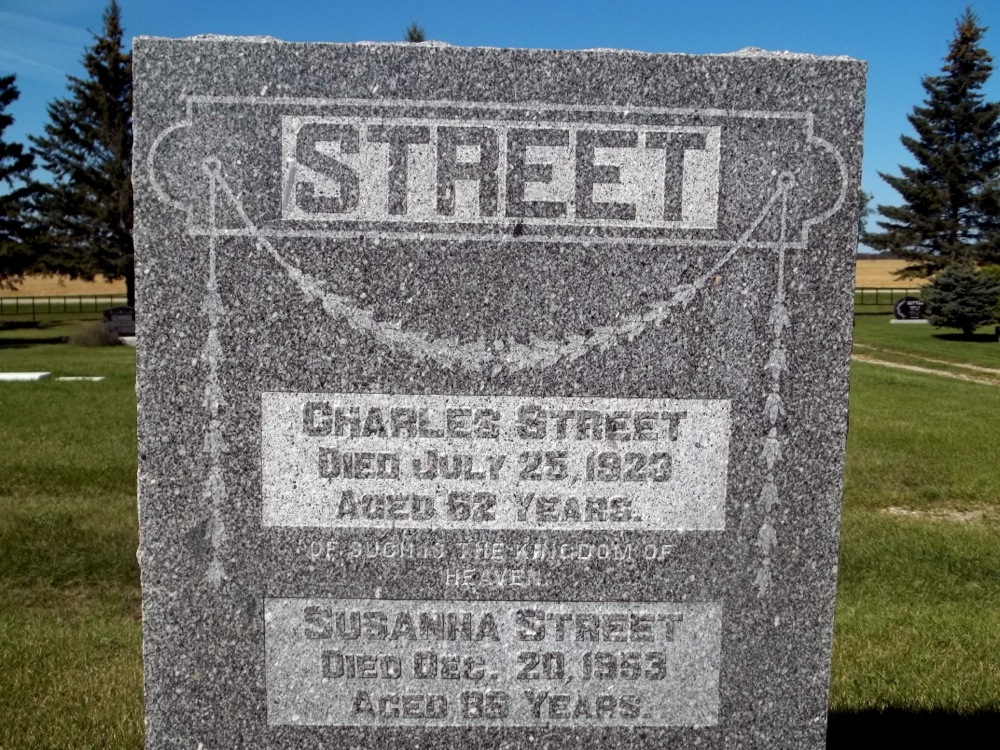 STREET
CHARLES STREET
DIED JULY 25, 1923
AGED 62 YEARS.
OF SUCH IS THE KINGDOM OF
HEAVEN.
SUSANNA STREET
DIED DEC. 20, 1953
AGED YEARS.